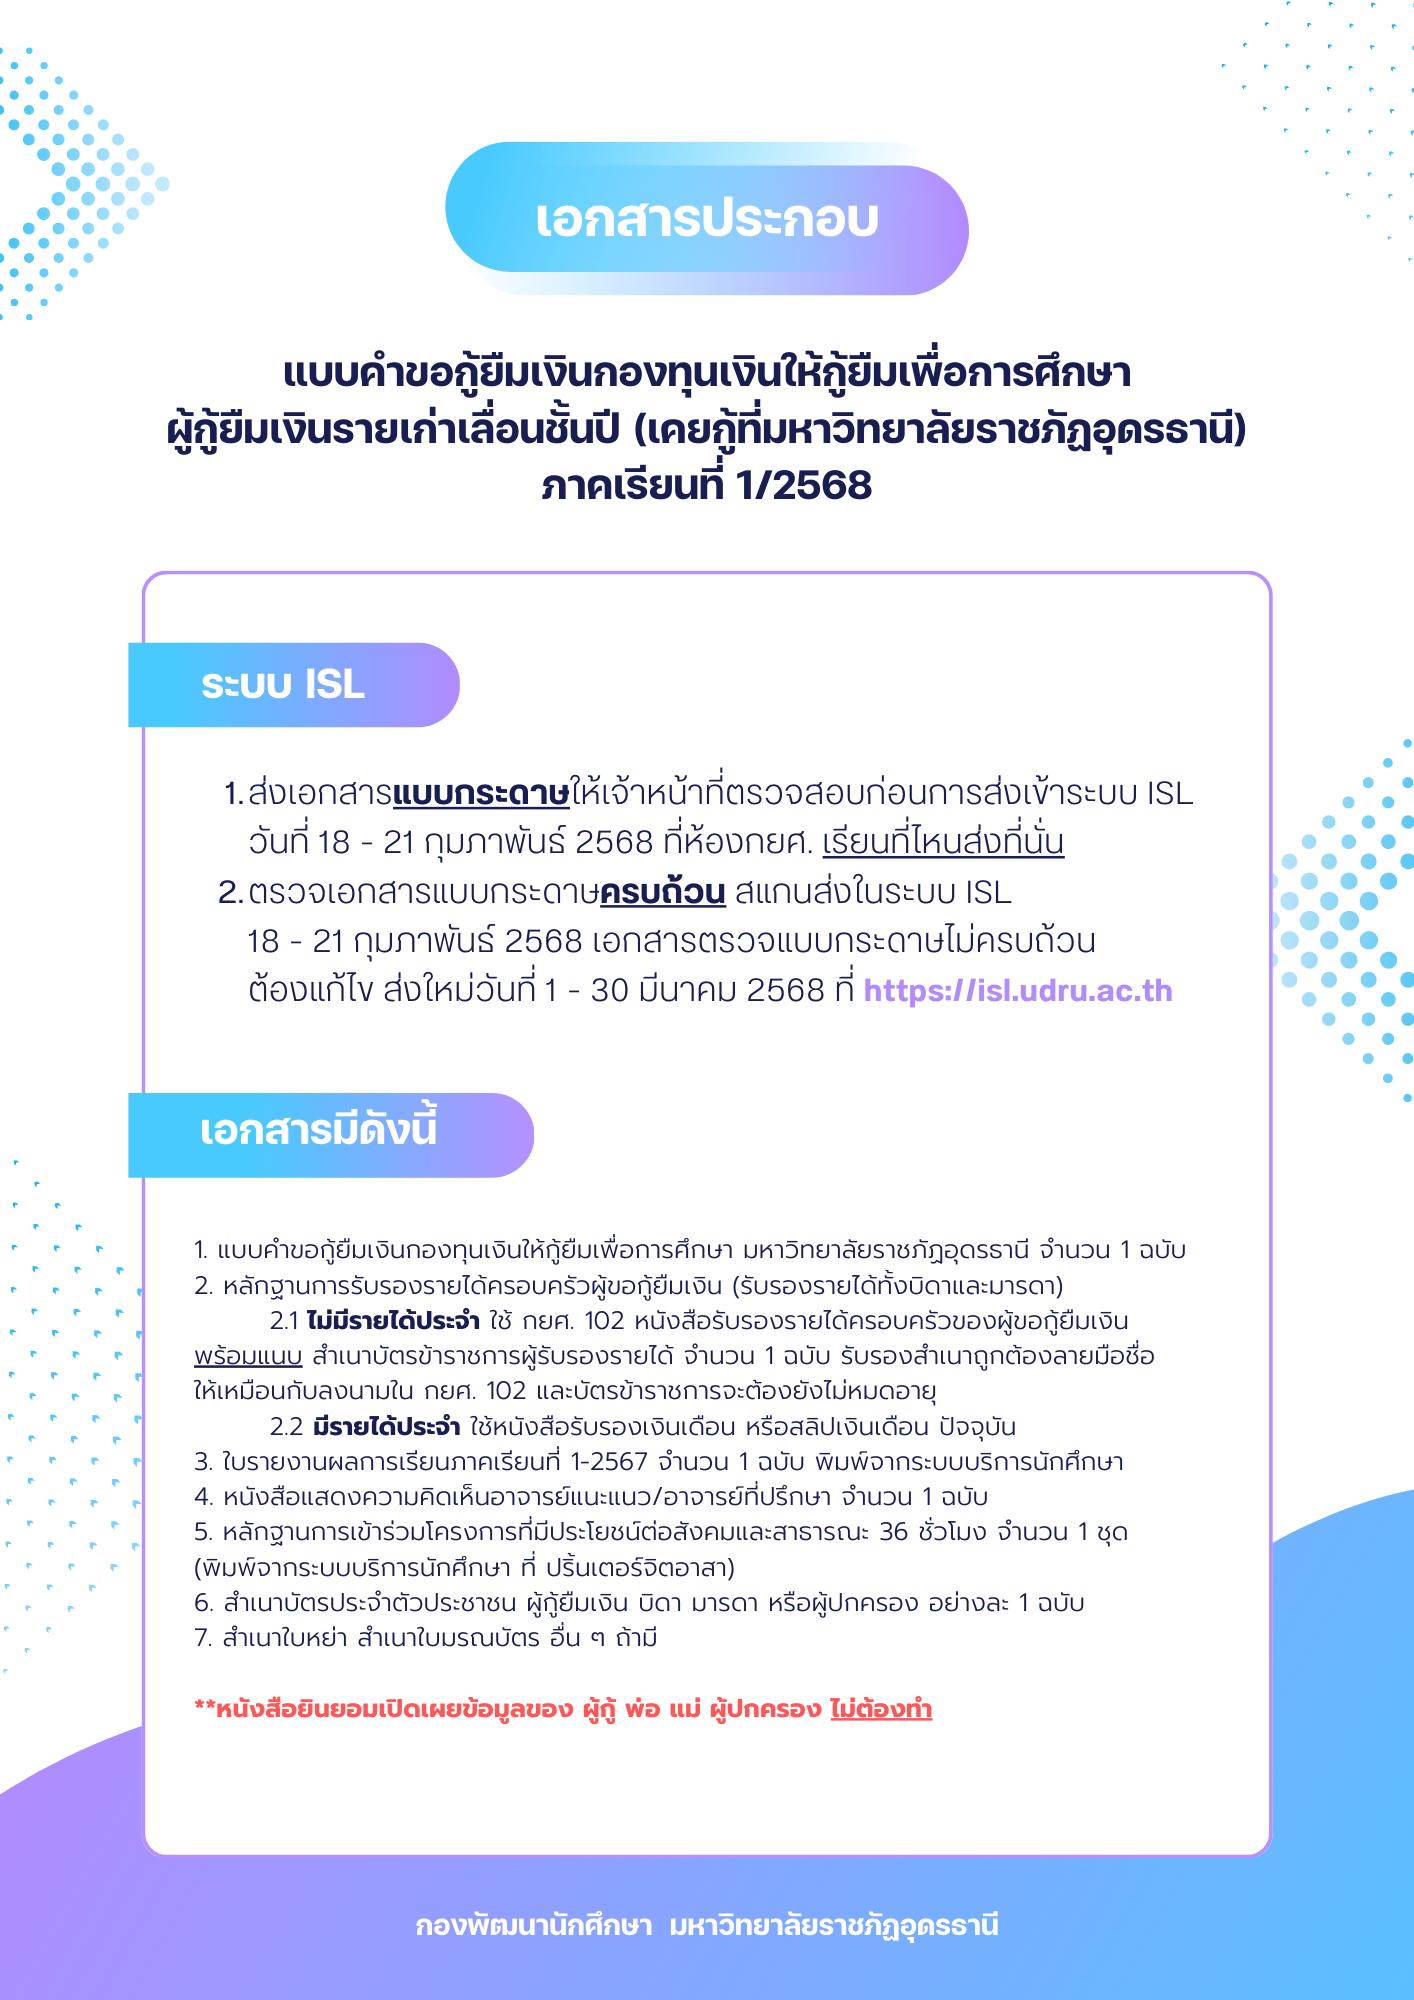 เอกสารประกอบ
แบบคำขอกู้ยืมเงินกองทุนเงินให้กู้ยืมเพื่อการศึกษา
ผู้กู้ยืมเงินรายเก่าเลื่อนชั้นปี (เคยกู้ที่มหาวิทยาลัยราชภัฏอุดรธานี)
ภาคเรียนที่ 1/2568
ระบบ ISL
1. ส่งเอกสารแบบกระดาษให้เจ้าหน้าที่ตรวจสอบก่อนการส่งเข้าระบบ ISL
วันที่ 18 - 21 กุมภาพันธ์ 2568 ที่ห้องกยศ. เรียนที่ไหนส่งที่นั่น
2. ตรวจเอกสารแบบกระดาษครบถ้วน สแกนส่งในระบบ ISL
18 - 21 กุมภาพันธ์ 2568 เอกสารตรวจแบบกระดาษไม่ครบถ้วน
ต้องแก้ไข ส่งใหม่วันที่ 1 - 30 มีนาคม 2568 ที่ https://isl.udru.ac.th
เอกสารมีดังนี้
1. แบบคำขอกู้ยืมเงินกองทุนเงินให้กู้ยืมเพื่อการศึกษา มหาวิทยาลัยราชภัฏอุดรธานี จำนวน 1 ฉบับ
2. หลักฐานการรับรองรายได้ครอบครัวผู้ขอกู้ยืมเงิน (รับรองรายได้ทั้งบิดาและมารดา)
2.1 ไม่มีรายได้ประจำ ใช้ กยศ. 102 หนังสือรับรองรายได้ครอบครัวของผู้ขอกู้ยืมเงิน
พร้อมแนบ สำเนาบัตรข้าราชการผู้รับรองรายได้ จำนวน 1 ฉบับ รับรองสำเนาถูกต้องลายมือชื่อ
ให้เหมือนกับลงนามใน กยศ. 102 และบัตรข้าราชการจะต้องยังไม่หมดอายุ
2.2 มีรายได้ประจำ ใช้หนังสือรับรองเงินเดือน หรือสลิปเงินเดือน ปัจจุบัน
3. ใบรายงานผลการเรียนภาคเรียนที่ 1-2567 จำนวน 1 ฉบับ พิมพ์จากระบบบริการนักศึกษา
4. หนังสือแสดงความคิดเห็นอาจารย์แนะแนว/อาจารย์ที่ปรึกษา จำนวน 1 ฉบับ
5. หลักฐานการเข้าร่วมโครงการที่มีประโยชน์ต่อสังคมและสาธารณะ 36 ชั่วโมง จำนวน 1 ชุด
(พิมพ์จากระบบบริการนักศึกษา ที่ ปริ้นเตอร์จิตอาสา)
6. สำเนาบัตรประจำตัวประชาชน ผู้กู้ยืมเงิน บิดา มารดา หรือผู้ปกครอง อย่างละ 1 ฉบับ
7. สำเนาใบหย่า สำเนาใบมรณบัตร อื่น ๆ ถ้ามี
**หนังสือยินยอมเปิดเผยข้อมูลของ ผู้กู้ พ่อ แม่ ผู้ปกครอง ไม่ต้องทำ
กองพัฒนานักศึกษา มหาวิทยาลัยราชภัฏอุดรธานี